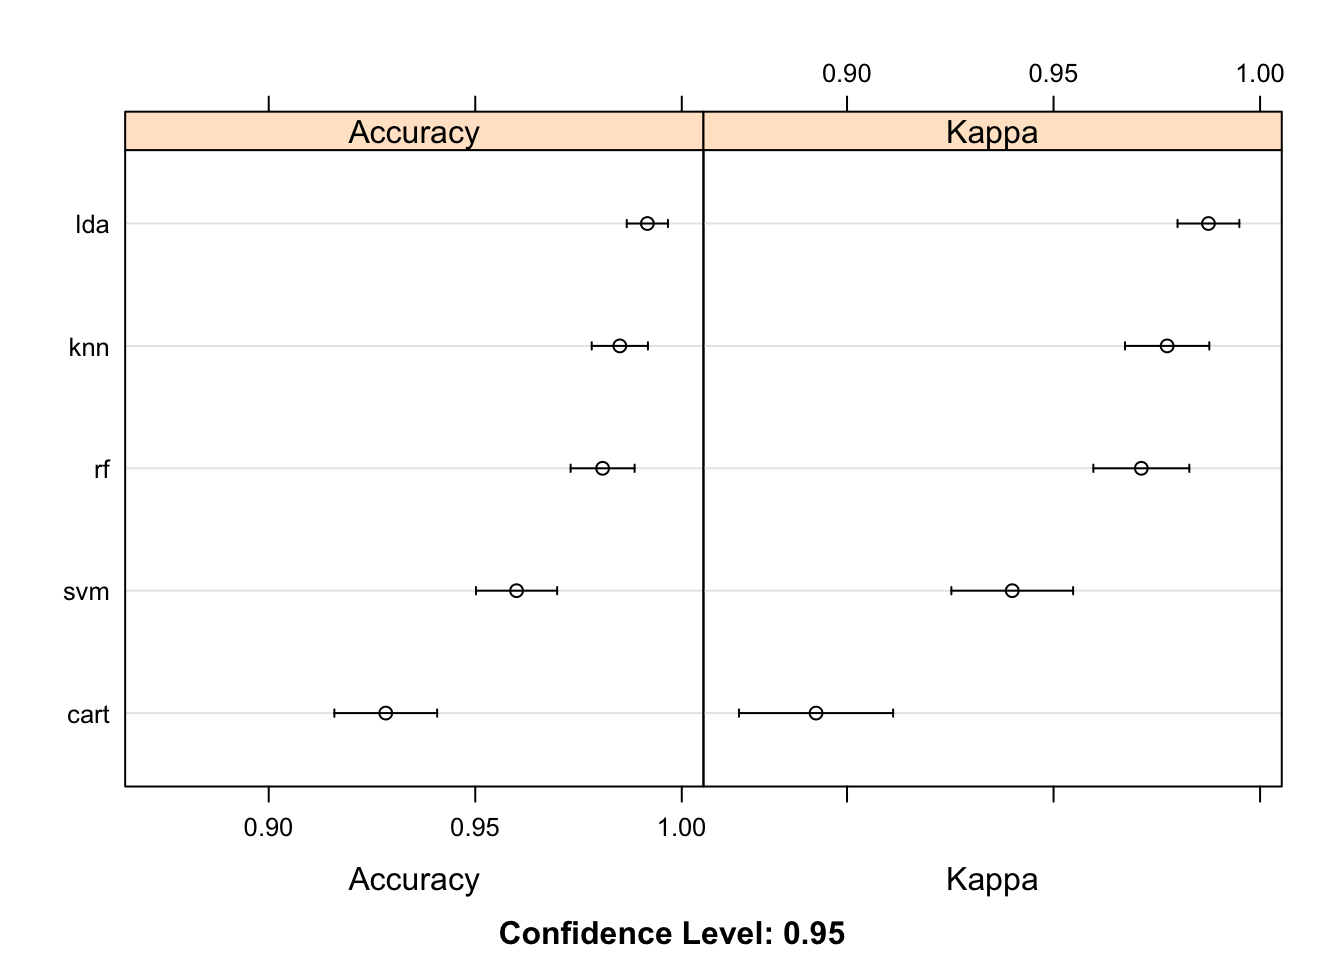 0.90 0.95 1.00
Accuracy Kappa
lda
knn
rf
svm
cart
0.90 0.95 1.00
Accuracy Kappa
Confidence Level: 0.95